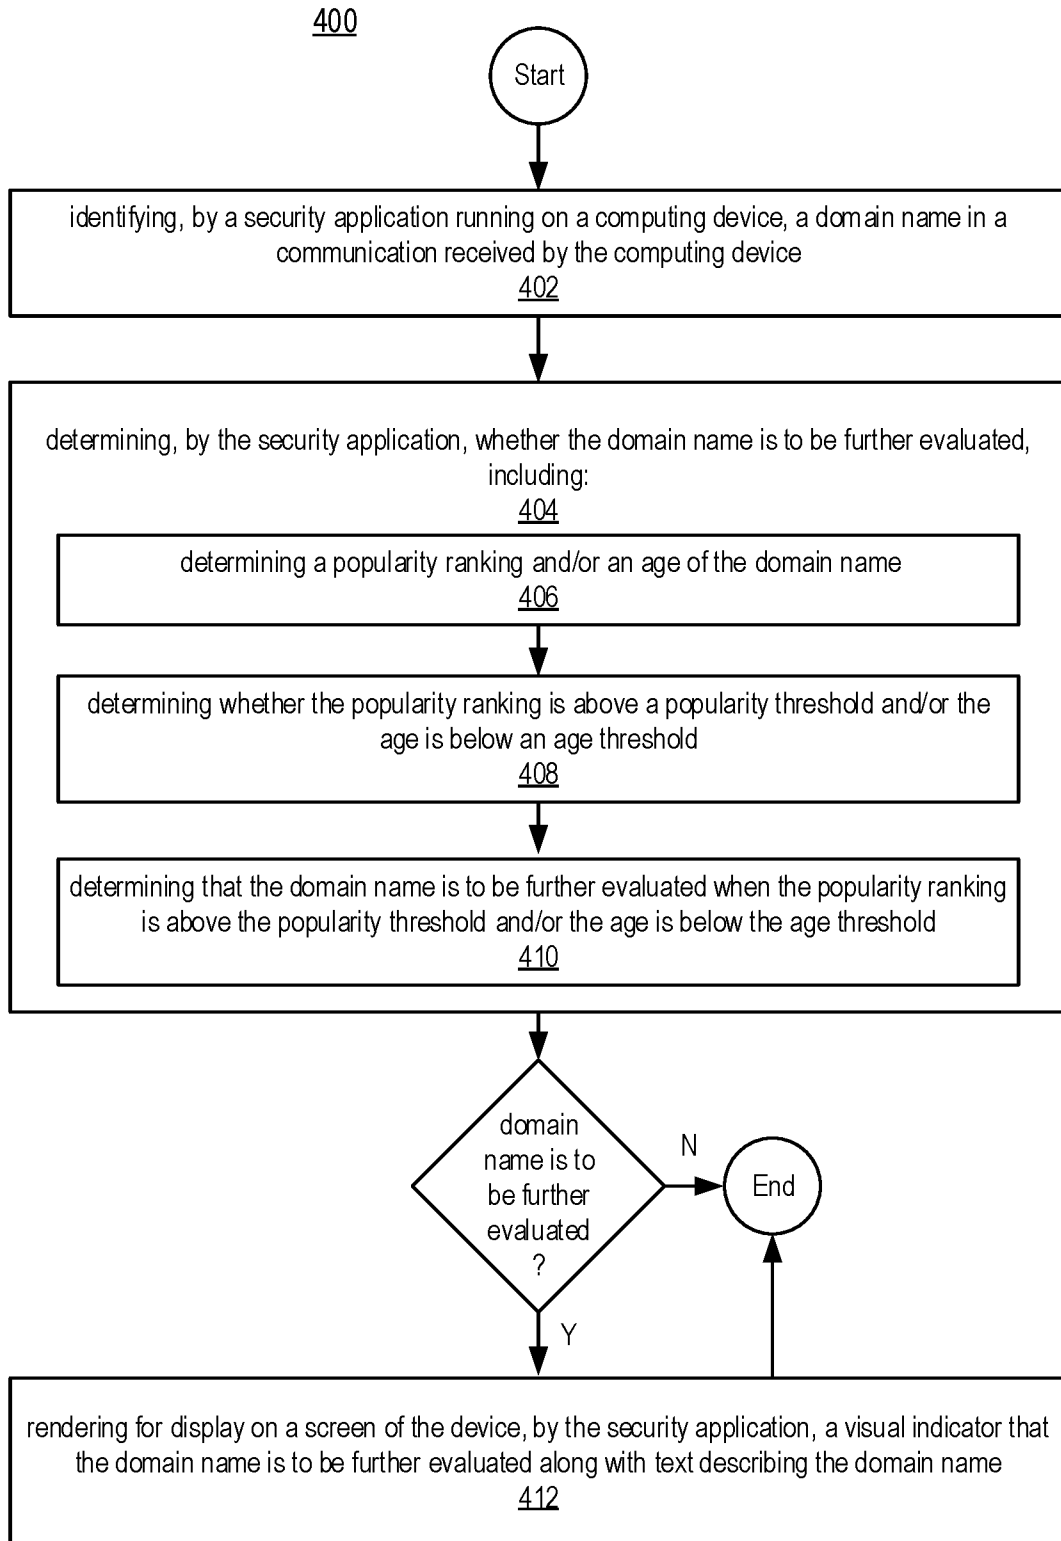 400
Start
identifying, by a security application running on a computing device, a domain name in a
communication received by the computing device
402
determining, by the security application, whether the domain name is to be further evaluated,
including:
404
determining a popularity ranking and/or an age of the domain name
406
determining whether the popularity ranking is above a popularity threshold and/or the
age is below an age threshold
408
determining that the domain name is to be further evaluated when the popularity ranking
is above the popularity threshold and/or the age is below the age threshold
410
domain
name is to
be further
evaluated
?
N
End
Y
rendering for display on a screen of the device, by the security application, a visual indicator that
the domain name is to be further evaluated along with text describing the domain name
412